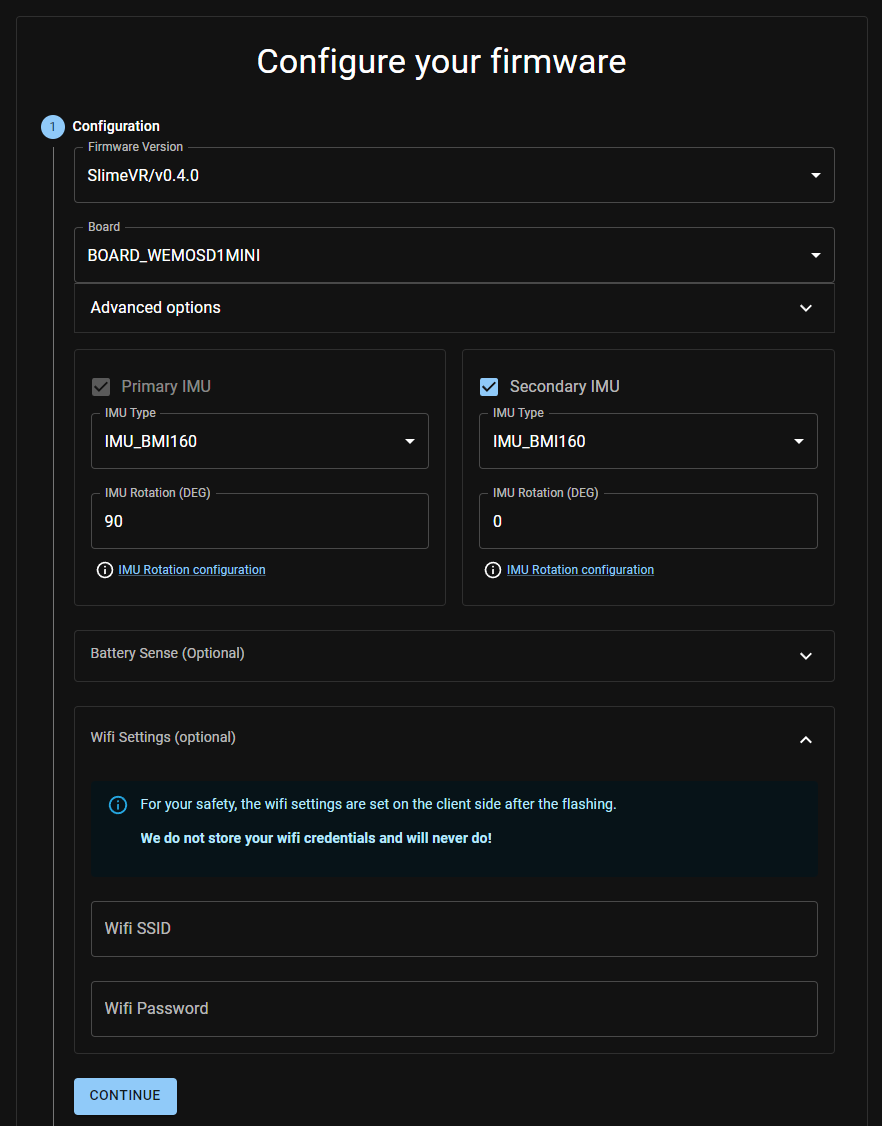 Configure your firmware
1 Configuration
Firmware Version
SlimeVR/v0.4.0
Board
BOARD_WEMOSD1MINI
Advanced options
Primary IMU
IMU Type
IMU_BMI160
IMU Rotation (DEG)
90
IMU Rotation configuration
Secondary IMU
IMU Type
IMU_BMI160
IMU Rotation (DEG)
0
IMU Rotation configuration
Battery Sense (Optional)
Wifi Settings (optional)
For your safety, the wifi settings are set on the client side after the flashing.
We do not store your wifi credentials and will never do!
Wifi SSID
Wifi Password
CONTINUE